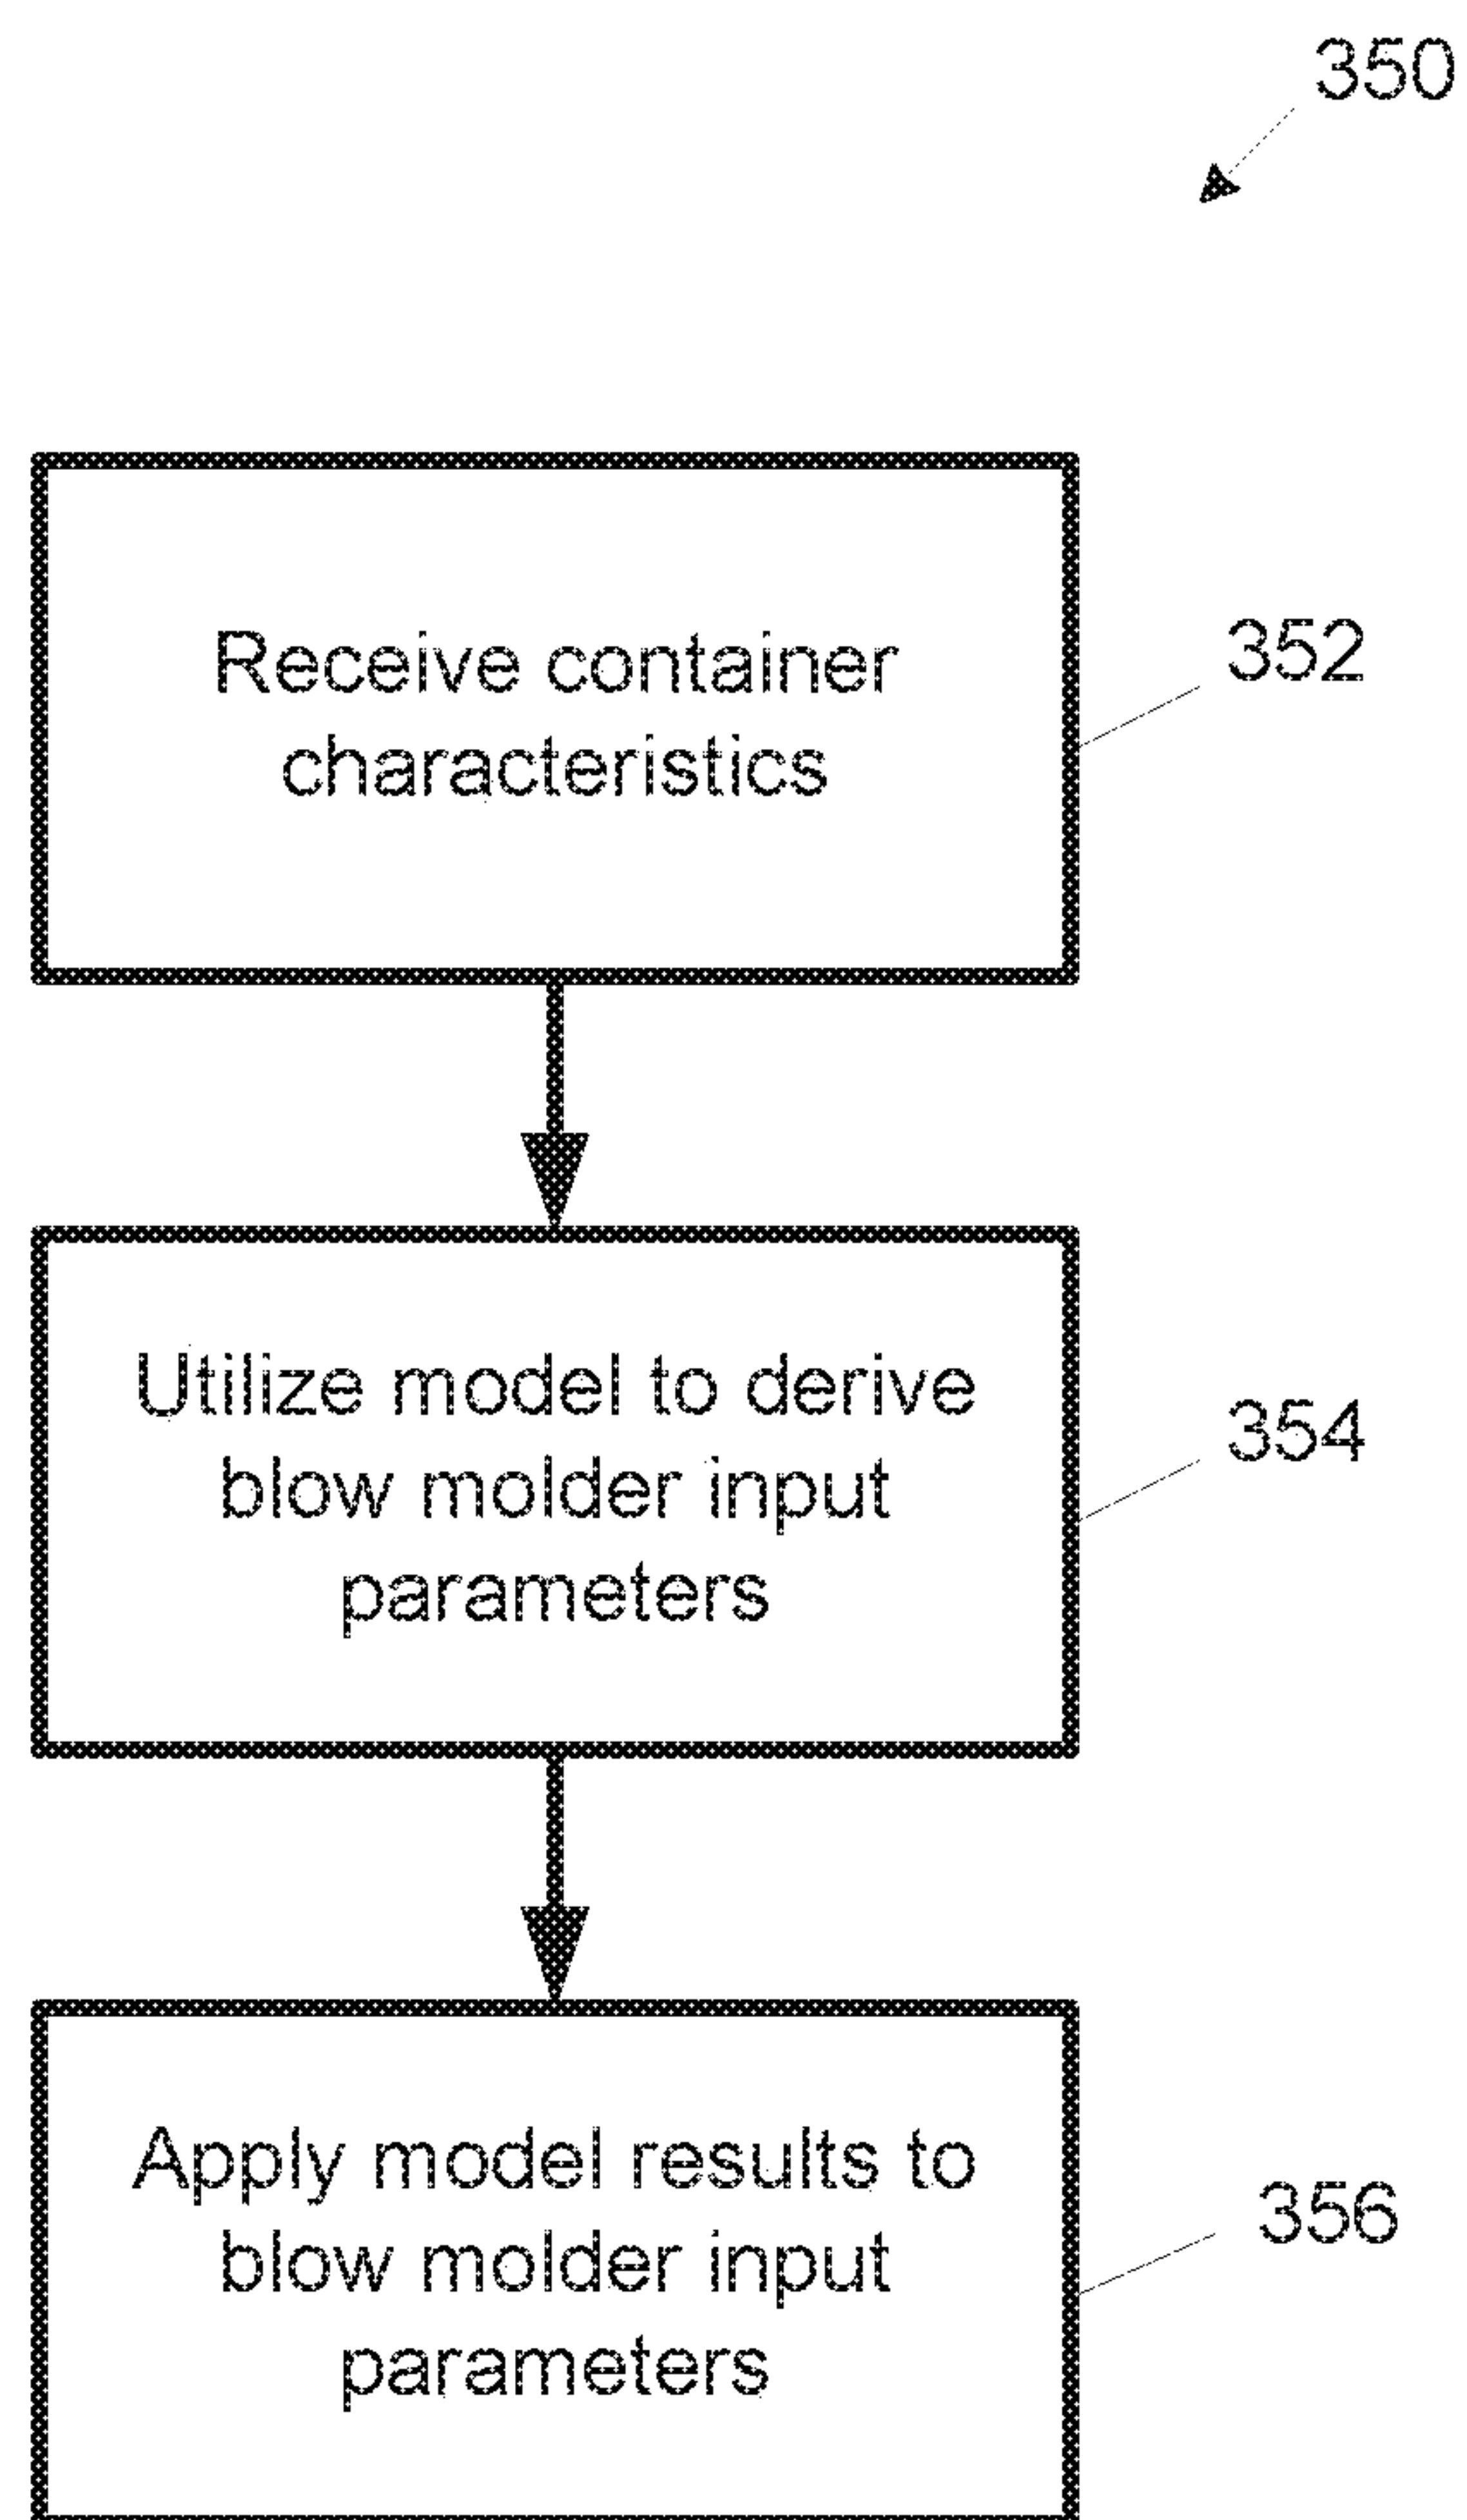 350
Receive container
characteristics
352
Utilize model to derive
blow molder input
parameters
354
Apply model results to
blow molder input
parameters
356